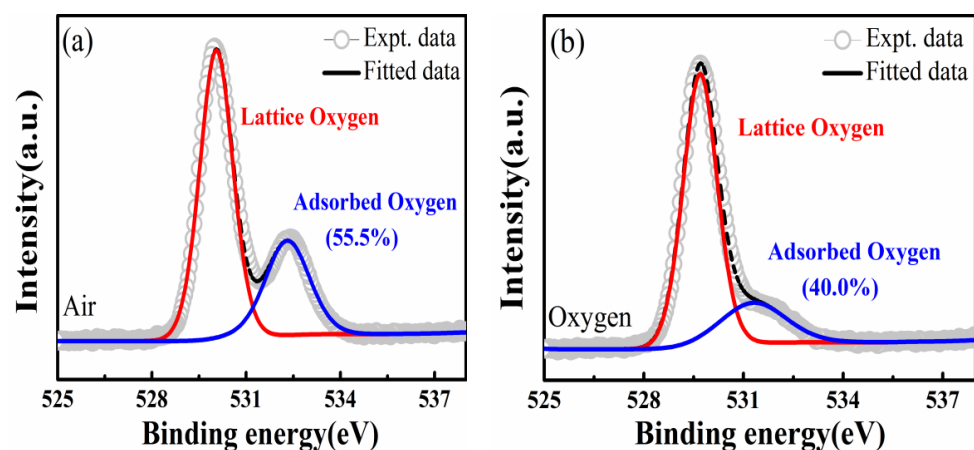 (a)
Expt. data
Fitted data
Lattice Oxygen
Adsorbed Oxygen
(55.5%)
Air
Intensity(a.u.)
525 528 531 534 537
Binding energy(eV)
(b)
Expt. data
Fitted data
Lattice Oxygen
Adsorbed Oxygen
(40.0%)
Oxygen
Intensity(a.u.)
525 528 531 534 537
Binding energy(eV)